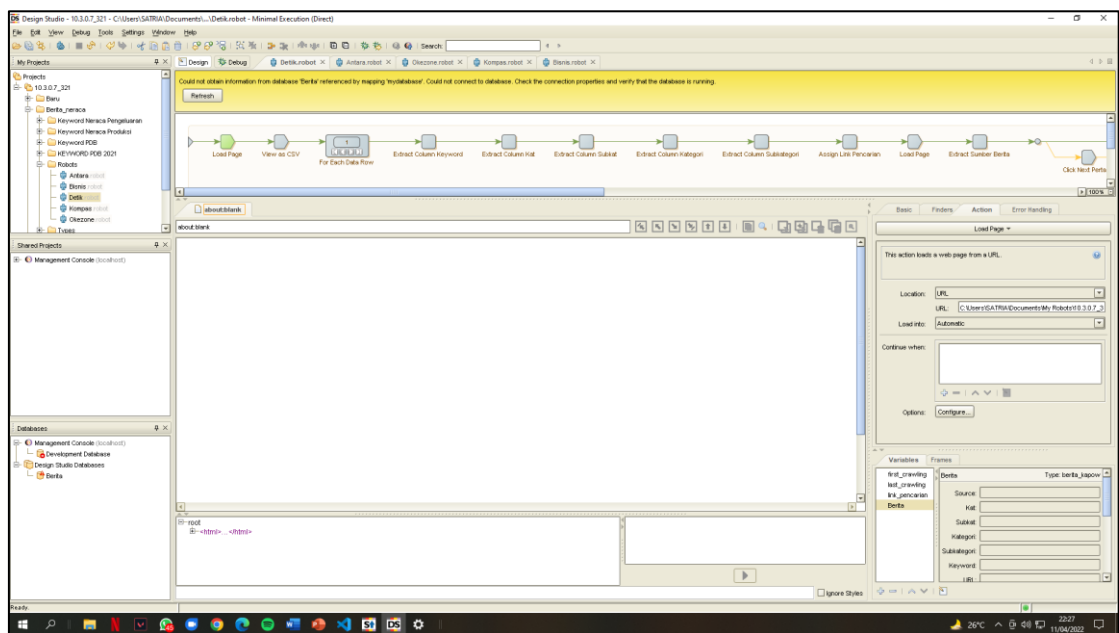 Design Studio - 10.3.0.7_321 - C:\Users\SATRIA\Documents\...\Detik.robot - Minimal Execution (Direct)
File Edit View Debug Tools Settings Window Help
Search:
My Projects
Design Debug Detik.robot Antara.robot Okezone.robot Kompas.robot Bisnis.robot
Projects
10.3.0.7_321
Baru
Berita_neraca
Keyword Neraca Pengeluaran
Keyword Neraca Produksi
Keyword PDB
KEYWORD PDB 2021
Robots
Antara.robot
Bisnis.robot
Detik.robot
Kompas.robot
Okezone.robot
Types
Could not obtain information from database 'Berita' referenced by mapping 'mydatabase'. Could not connect to database. Check the connection properties and verify that the database is running.
Refresh
Load Page View as CSV For Each Data Row Extract Column Keyword Extract Column Kat Extract Column Subkat Extract Column Kategori Extract Column Subkategori Assign Link Pencarian Load Page Extract Sumber Berita
1
Click Next Perta
100%
Shared Projects
Management Console (localhost)
Databases
Management Console (localhost)
Development Database
Design Studio Databases
Berita
about:blank
about:blank
root
<html>...</html>
Ignore Styles
Basic Finders Action Error Handling
Load Page
This action loads a web page from a URL.
Location: URL
URL: C:\Users\SATRIA\Documents\My Robots\10.3.0.7_3
Load into: Automatic
Continue when:
Options: Configure...
Variables Frames
first_crawling
last_crawling
link_pencarian
Berita
Berita Type: berita_kapow
Source:
Kat:
Subkat:
Kategori:
Subkategori:
Keyword:
URL:
Ready.
26°C
22:27
11/04/2022